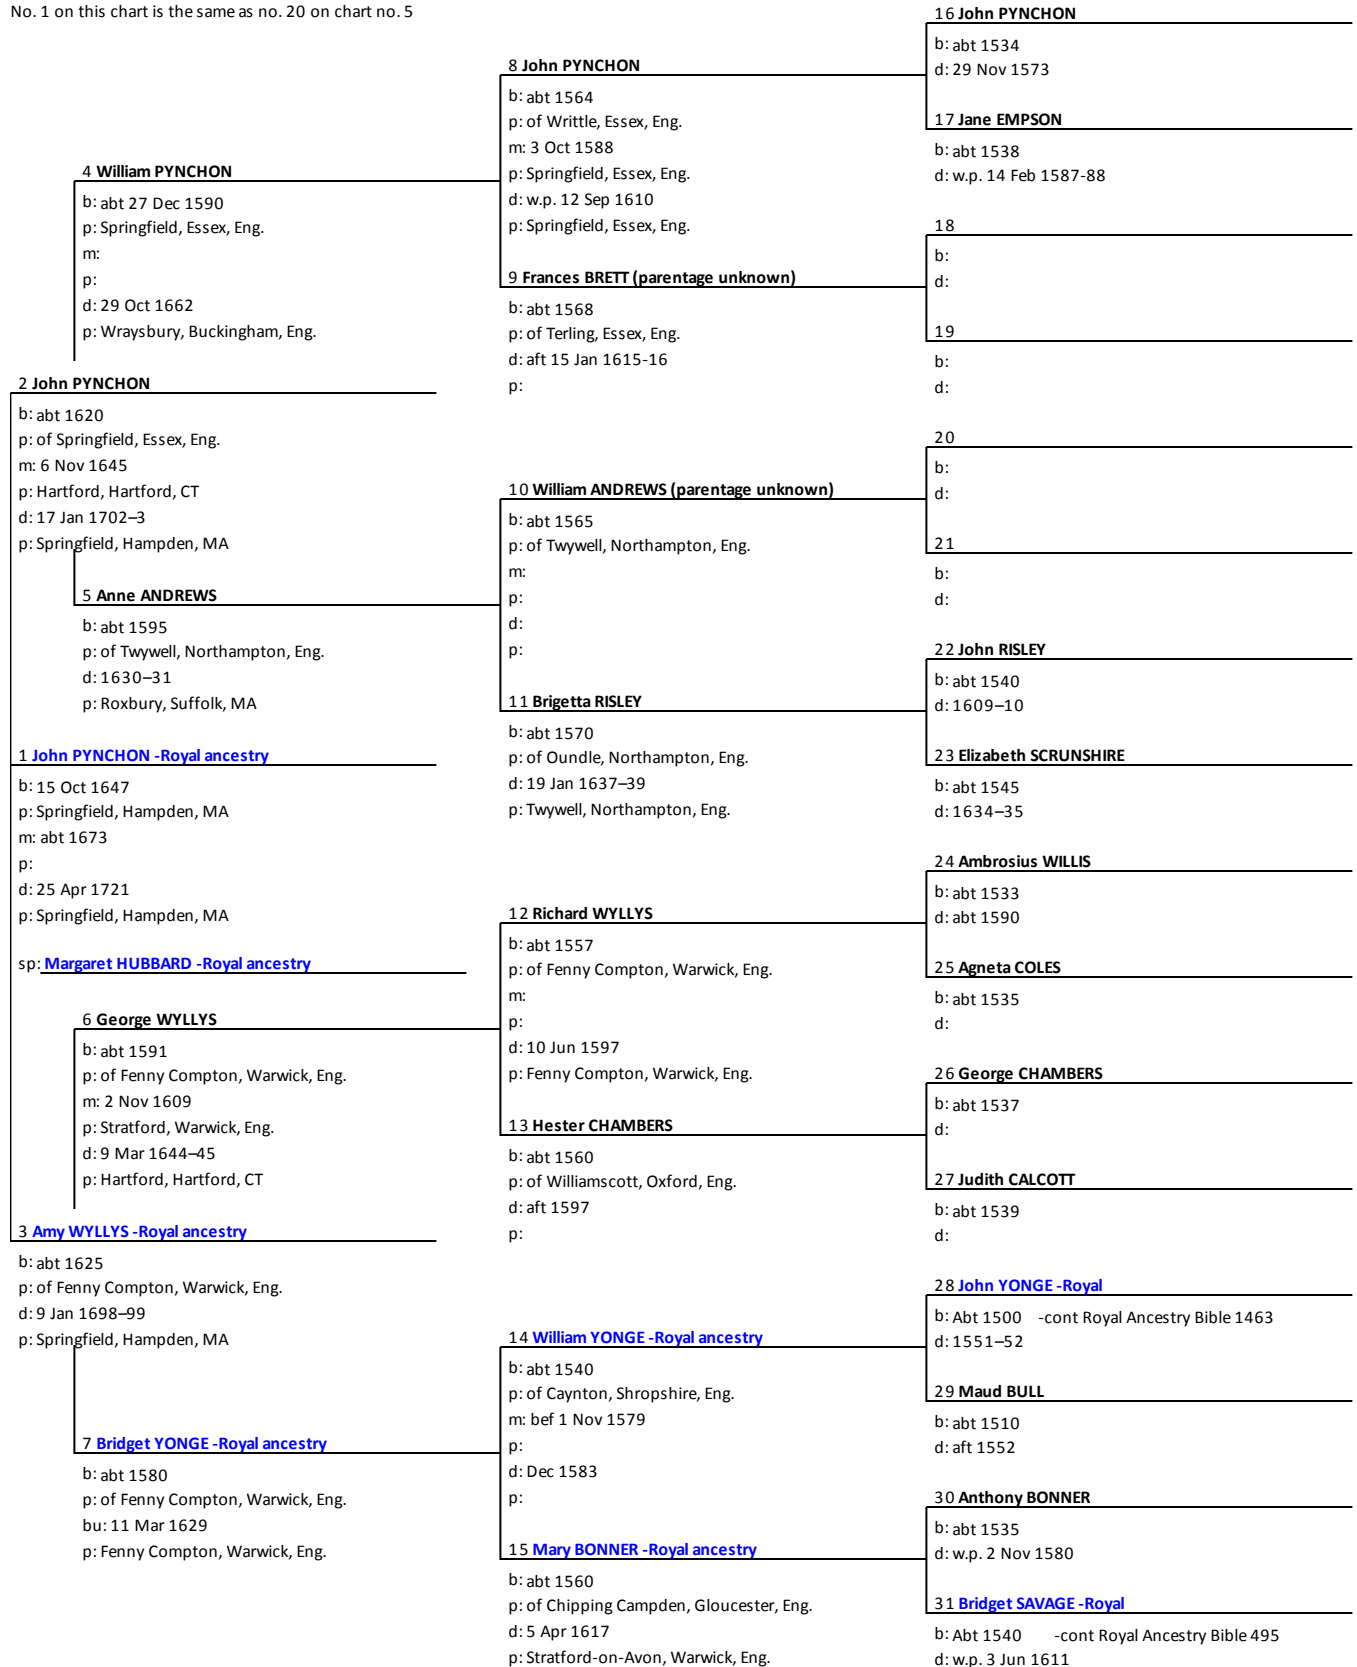 No. 1 on this chart is the same as no. 20 on chart no. 5
16 John PYNCHON
b: abt 1534
d: 29 Nov 1573
8 John PYNCHON
b: abt 1564
p: of Writtle, Essex, Eng.
m: 3 Oct 1588
p: Springfield, Essex, Eng.
d: w.p. 12 Sep 1610
p: Springfield, Essex, Eng.
17 Jane EMPSON
b: abt 1538
d: w.p. 14 Feb 1587-88
4 William PYNCHON
b: abt 27 Dec 1590
p: Springfield, Essex, Eng.
m:
p:
d: 29 Oct 1662
p: Wraysbury, Buckingham, Eng.
18
b:
d:
9 Frances BRETT (parentage unknown)
b: abt 1568
p: of Terling, Essex, Eng.
d: aft 15 Jan 1615-16
p:
19
b:
d:
2 John PYNCHON
b: abt 1620
p: of Springfield, Essex, Eng.
m: 6 Nov 1645
p: Hartford, Hartford, CT
d: 17 Jan 1702–3
p: Springfield, Hampden, MA
20
b:
d:
10 William ANDREWS (parentage unknown)
b: abt 1565
p: of Twywell, Northampton, Eng.
m:
p:
d:
p:
21
b:
d:
5 Anne ANDREWS
b: abt 1595
p: of Twywell, Northampton, Eng.
d: 1630–31
p: Roxbury, Suffolk, MA
22 John RISLEY
b: abt 1540
d: 1609–10
11 Brigetta RISLEY
b: abt 1570
p: of Oundle, Northampton, Eng.
d: 19 Jan 1637–39
p: Twywell, Northampton, Eng.
23 Elizabeth SCRUNSHIRE
b: abt 1545
d: 1634–35
1 John PYNCHON -Royal ancestry
b: 15 Oct 1647
p: Springfield, Hampden, MA
m: abt 1673
p:
d: 25 Apr 1721
p: Springfield, Hampden, MA
sp: Margaret HUBBARD -Royal ancestry
24 Ambrosius WILLIS
b: abt 1533
d: abt 1590
12 Richard WYLLYS
b: abt 1557
p: of Fenny Compton, Warwick, Eng.
m:
p:
d: 10 Jun 1597
p: Fenny Compton, Warwick, Eng.
25 Agneta COLES
b: abt 1535
d:
6 George WYLLYS
b: abt 1591
p: of Fenny Compton, Warwick, Eng.
m: 2 Nov 1609
p: Stratford, Warwick, Eng.
d: 9 Mar 1644–45
p: Hartford, Hartford, CT
26 George CHAMBERS
b: abt 1537
d:
13 Hester CHAMBERS
b: abt 1560
p: of Williamscott, Oxford, Eng.
d: aft 1597
p:
27 Judith CALCOTT
b: abt 1539
d:
3 Amy WYLLYS -Royal ancestry
b: abt 1625
p: of Fenny Compton, Warwick, Eng.
d: 9 Jan 1698–99
p: Springfield, Hampden, MA
28 John YONGE -Royal
b: Abt 1500 -cont Royal Ancestry Bible 1463
d: 1551–52
14 William YONGE -Royal ancestry
b: abt 1540
p: of Caynton, Shropshire, Eng.
m: bef 1 Nov 1579
p:
d: Dec 1583
p:
29 Maud BULL
b: abt 1510
d: aft 1552
7 Bridget YONGE -Royal ancestry
b: abt 1580
p: of Fenny Compton, Warwick, Eng.
bu: 11 Mar 1629
p: Fenny Compton, Warwick, Eng.
30 Anthony BONNER
b: abt 1535
d: w.p. 2 Nov 1580
15 Mary BONNER -Royal ancestry
b: abt 1560
p: of Chipping Campden, Gloucester, Eng.
d: 5 Apr 1617
p: Stratford-on-Avon, Warwick, Eng.
31 Bridget SAVAGE -Royal
b: Abt 1540 -cont Royal Ancestry Bible 495
d: w.p. 3 Jun 1611